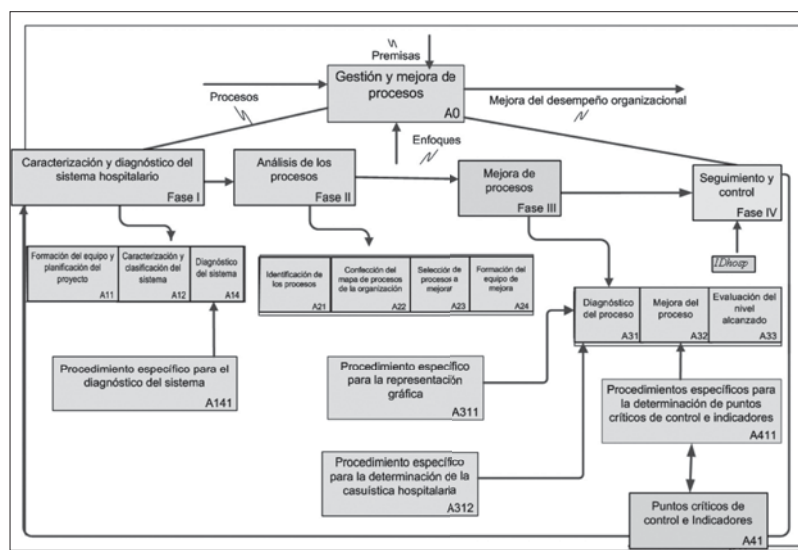 Premisas
Gestión y mejora de
procesos
A0
Procesos
Mejora del desempeño organizacional
Enfoques
Caracterización y diagnóstico del
sistema hospitalario
Fase I
Análisis de los
procesos
Fase II
Mejora de
procesos
Fase III
Seguimiento y
control
Fase IV
IDhosp
Formación del equipo y
planificación del
proyecto
A11
Caracterización y
clasificación del
sistema
A12
Diagnóstico
del sistema
A14
Identificación de
los procesos
A21
Confección del
mapa de procesos
de la organización
A22
Selección de
procesos a
mejorar
A23
Formación del
equipo de
mejora
A24
Diagnóstico
del proceso
A31
Mejora del
proceso
A32
Evaluación del
nivel
alcanzado
A33
Procedimiento específico para el
diagnóstico del sistema
A141
Procedimiento específico
para la representación
gráfica
A311
Procedimientos específicos para
la determinación de puntos
críticos de control e indicadores
A411
Procedimiento específico
para la determinación de la
casuística hospitalaria
A312
Puntos críticos de
control e Indicadores
A41